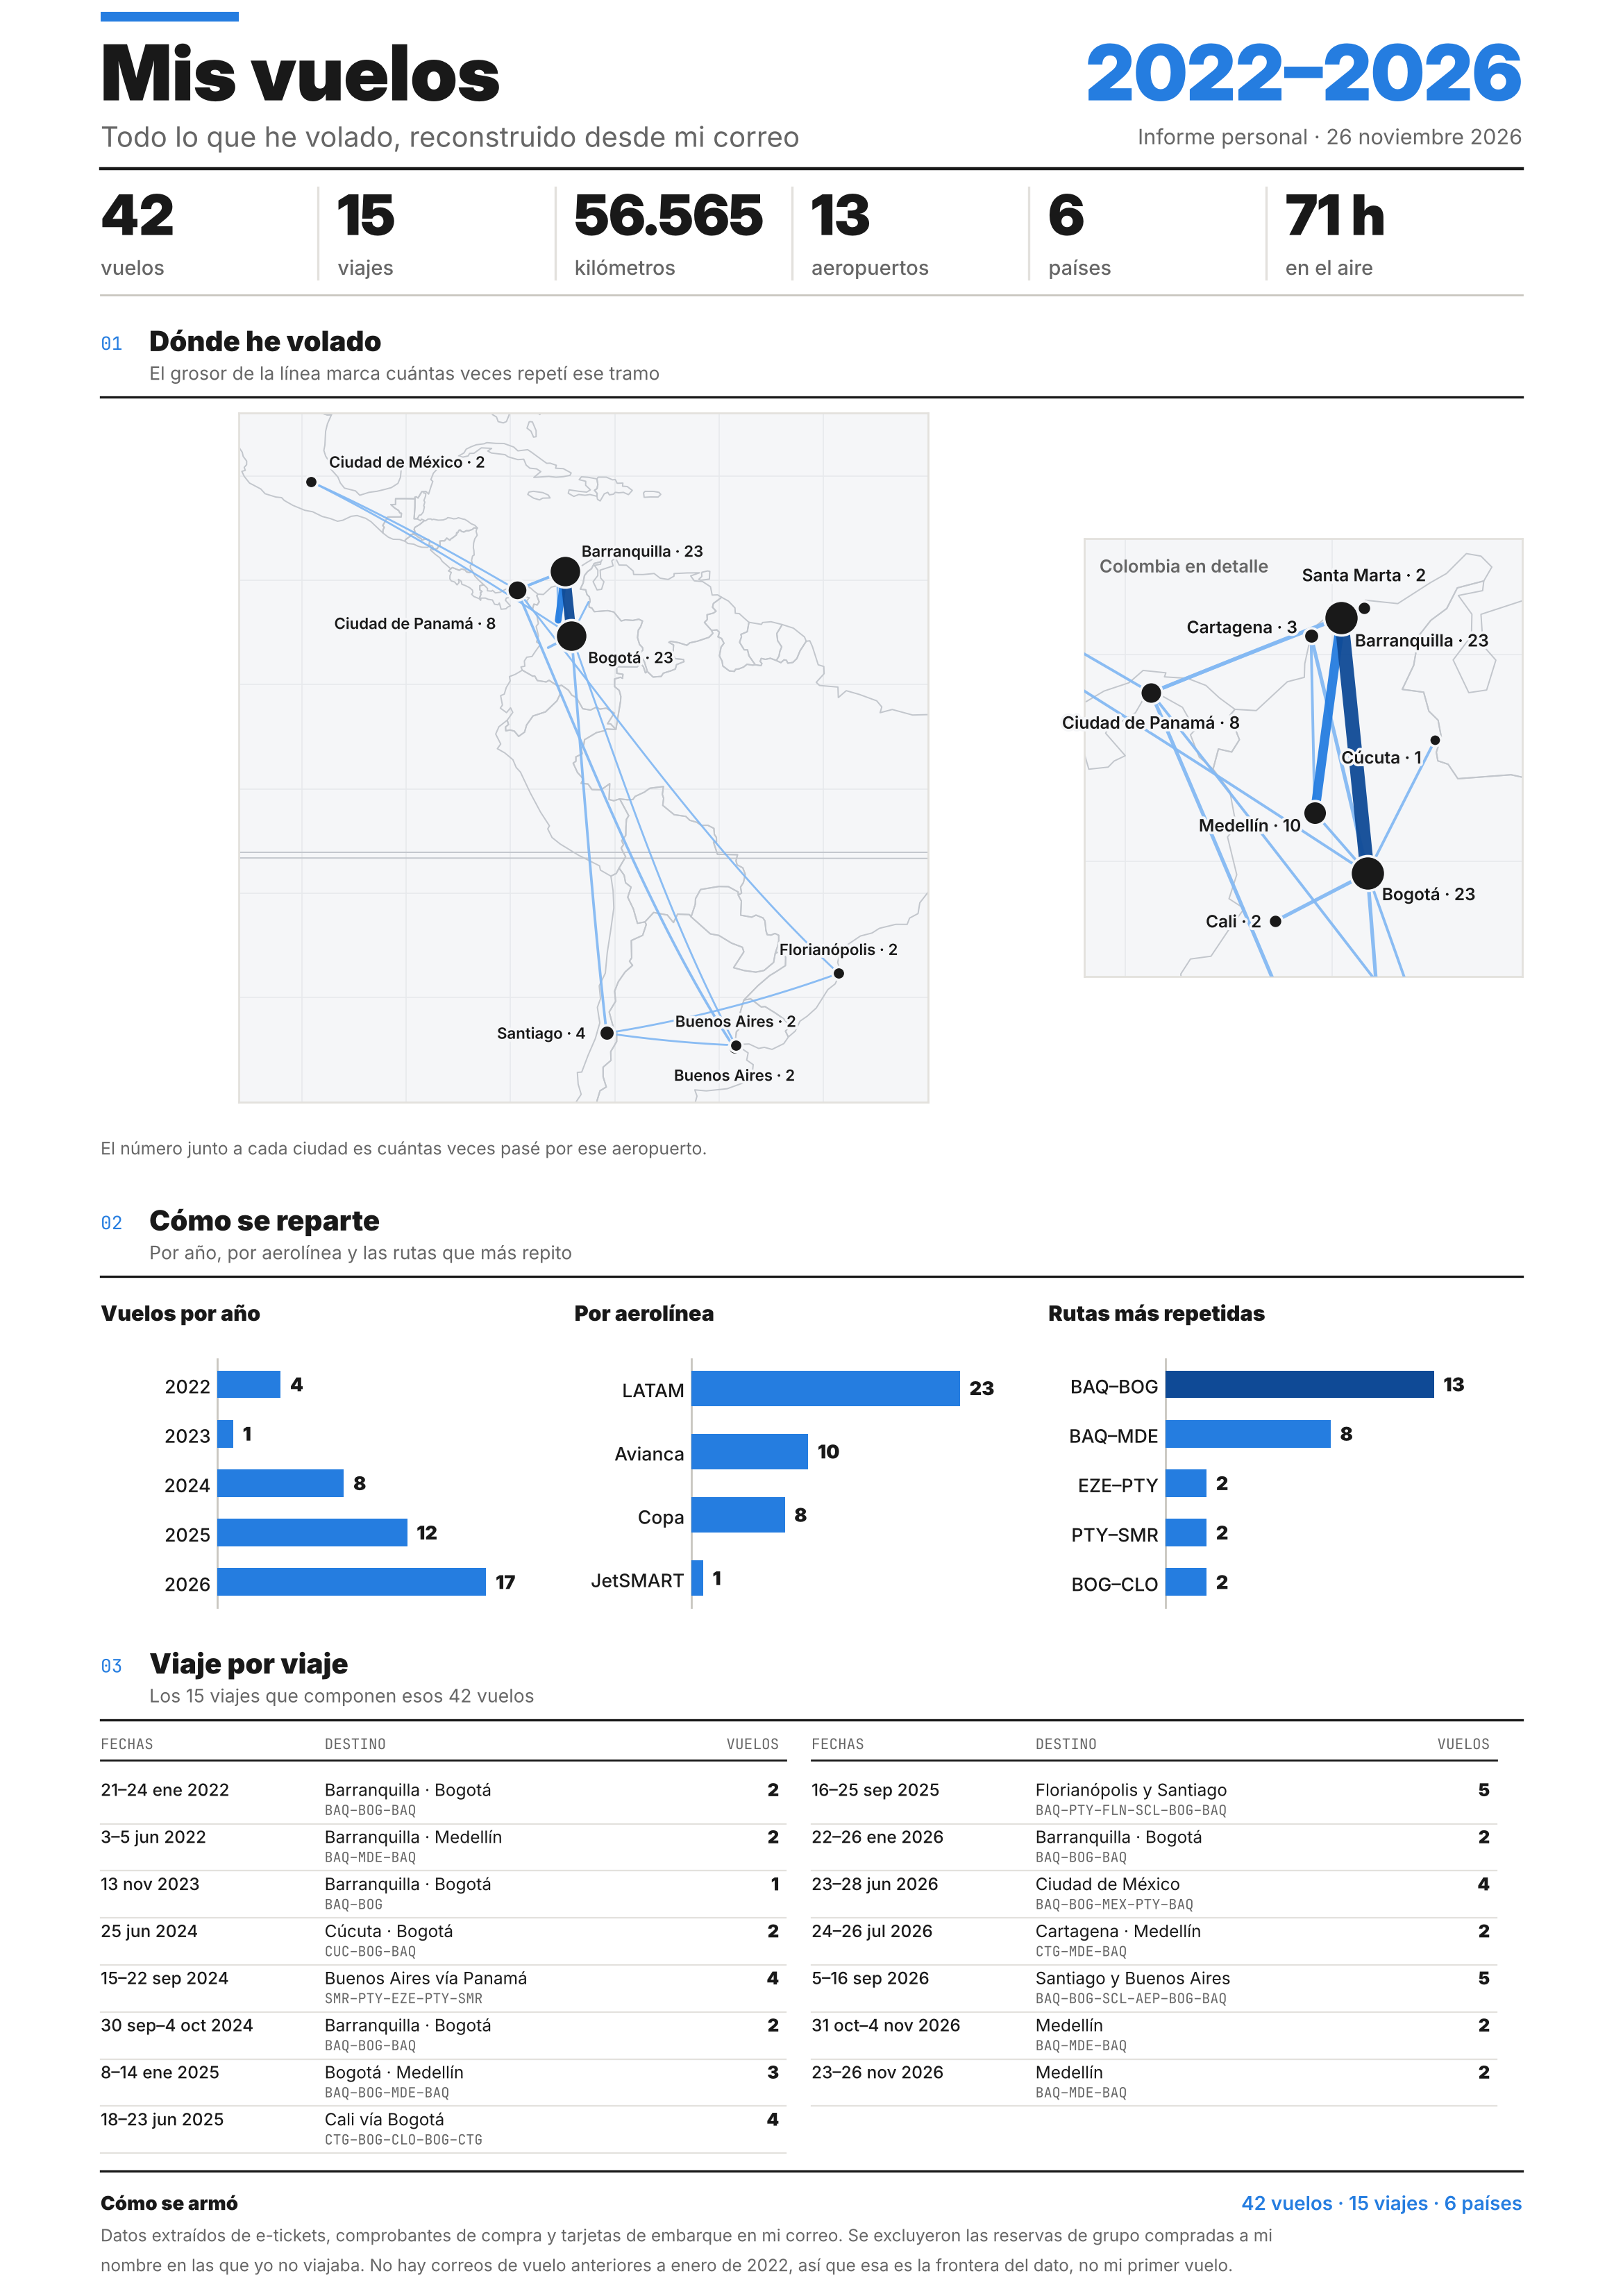 Mis vuelos
2022–2026
Todo lo que he volado, reconstruido desde mi correo
Informe personal · 26 noviembre 2026
42
vuelos
15
viajes
56.565
kilómetros
13
aeropuertos
6
países
71 h
en el aire
01 Dónde he volado
El grosor de la línea marca cuántas veces repetí ese tramo
Ciudad de México · 2
Barranquilla · 23
Ciudad de Panamá · 8
Bogotá · 23
Florianópolis · 2
Buenos Aires · 2
Santiago · 4
Buenos Aires · 2
Colombia en detalle
Santa Marta · 2
Cartagena · 3
Barranquilla · 23
Ciudad de Panamá · 8
Cúcuta · 1
Medellín · 10
Bogotá · 23
Cali · 2
El número junto a cada ciudad es cuántas veces pasé por ese aeropuerto.
02 Cómo se reparte
Por año, por aerolínea y las rutas que más repito
Vuelos por año
2022 4
2023 1
2024 8
2025 12
2026 17
Por aerolínea
LATAM 23
Avianca 10
Copa 8
JetSMART 1
Rutas más repetidas
BAQ–BOG 13
BAQ–MDE 8
EZE–PTY 2
PTY–SMR 2
BOG–CLO 2
03 Viaje por viaje
Los 15 viajes que componen esos 42 vuelos
FECHAS DESTINO VUELOS
21–24 ene 2022 Barranquilla · Bogotá 2
BAQ–BOG–BAQ
3–5 jun 2022 Barranquilla · Medellín 2
BAQ–MDE–BAQ
13 nov 2023 Barranquilla · Bogotá 1
BAQ–BOG
25 jun 2024 Cúcuta · Bogotá 2
CUC–BOG–BAQ
15–22 sep 2024 Buenos Aires vía Panamá 4
SMR–PTY–EZE–PTY–SMR
30 sep–4 oct 2024 Barranquilla · Bogotá 2
BAQ–BOG–BAQ
8–14 ene 2025 Bogotá · Medellín 3
BAQ–BOG–MDE–BAQ
18–23 jun 2025 Cali vía Bogotá 4
CTG–BOG–CLO–BOG–CTG
FECHAS DESTINO VUELOS
16–25 sep 2025 Florianópolis y Santiago 5
BAQ–PTY–FLN–SCL–BOG–BAQ
22–26 ene 2026 Barranquilla · Bogotá 2
BAQ–BOG–BAQ
23–28 jun 2026 Ciudad de México 4
BAQ–BOG–MEX–PTY–BAQ
24–26 jul 2026 Cartagena · Medellín 2
CTG–MDE–BAQ
5–16 sep 2026 Santiago y Buenos Aires 5
BAQ–BOG–SCL–AEP–BOG–BAQ
31 oct–4 nov 2026 Medellín 2
BAQ–MDE–BAQ
23–26 nov 2026 Medellín 2
BAQ–MDE–BAQ
Cómo se armó
42 vuelos · 15 viajes · 6 países
Datos extraídos de e-tickets, comprobantes de compra y tarjetas de embarque en mi correo. Se excluyeron las reservas de grupo compradas a mi
nombre en las que yo no viajaba. No hay correos de vuelo anteriores a enero de 2022, así que esa es la frontera del dato, no mi primer vuelo.